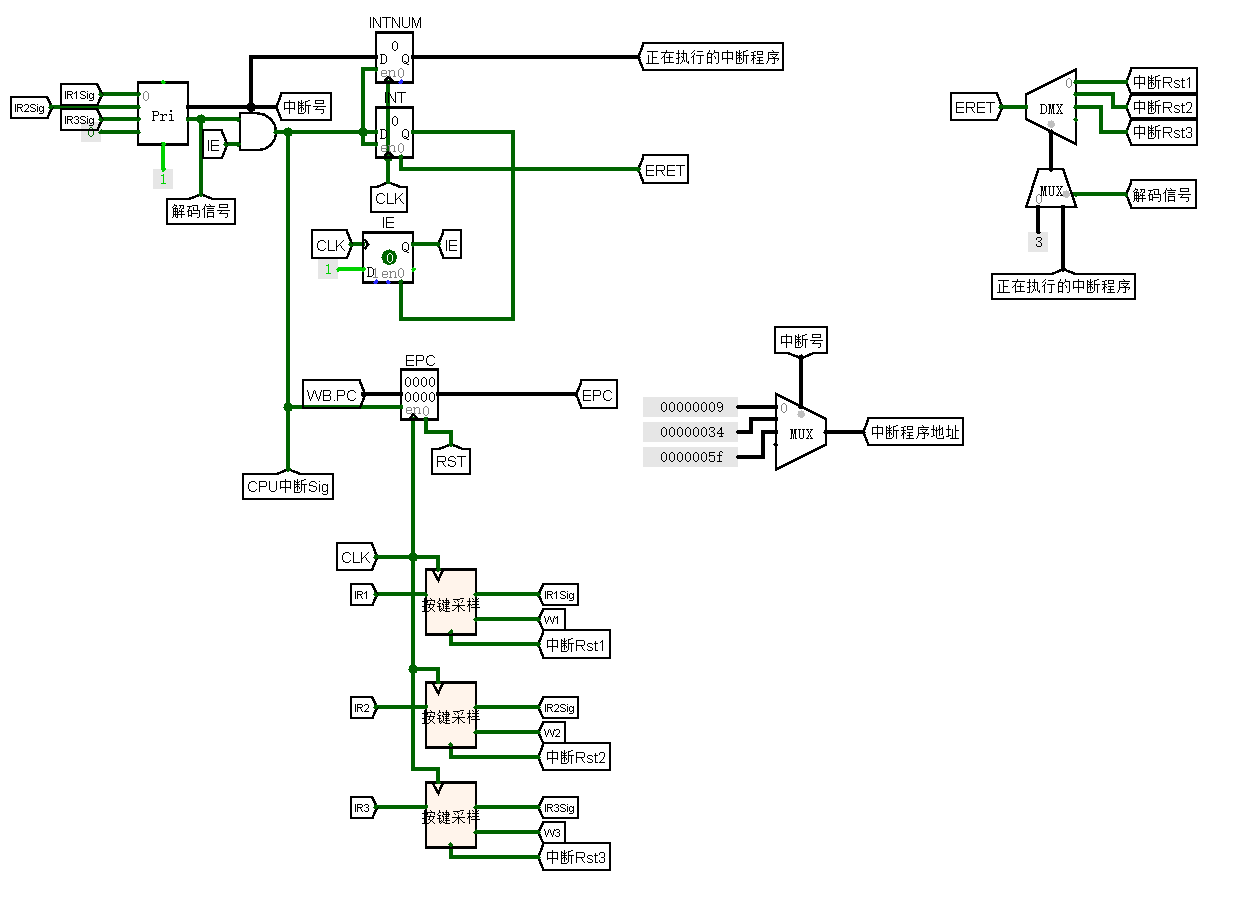 INTNUM
0
D Q
en0
正在执行的中断程序
IR1Sig
IR2Sig
IR3Sig
0
0
Pri
1
中断号
IE
解码信号
INT
0
D Q
en0
ERET
CLK
IE
CLK
1
0
Q
D
1 en0
IE
EPC
WB.PC
0000
0000
en0
EPC
RST
CPU中断Sig
ERET
0
DMX
中断Rst1
中断Rst2
中断Rst3
MUX
0
解码信号
3
正在执行的中断程序
中断号
00000009
00000034
0000005f
0
MUX
中断程序地址
CLK
IR1
按键采样
IR1Sig
W1
中断Rst1
IR2
按键采样
IR2Sig
W2
中断Rst2
IR3
按键采样
IR3Sig
W3
中断Rst3